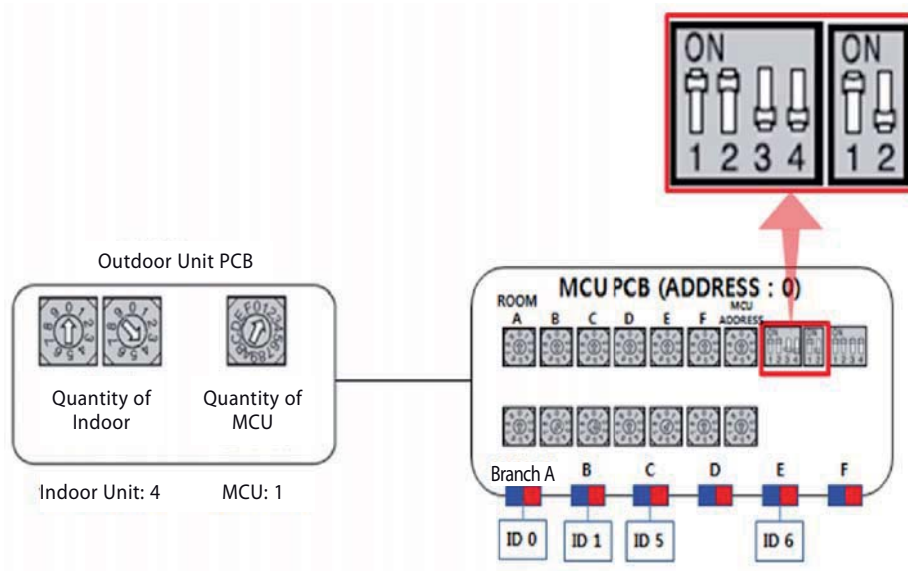 ON ON
1 2 3 4 1 2
Outdoor Unit PCB
MCU PCB (ADDRESS : 0)
ROOM
A B C D E F MCU
ADDRESS
Quantity of
Indoor
Quantity of
MCU
Indoor Unit: 4 MCU: 1
Branch A B C D E F
ID 0 ID 1 ID 5 ID 6